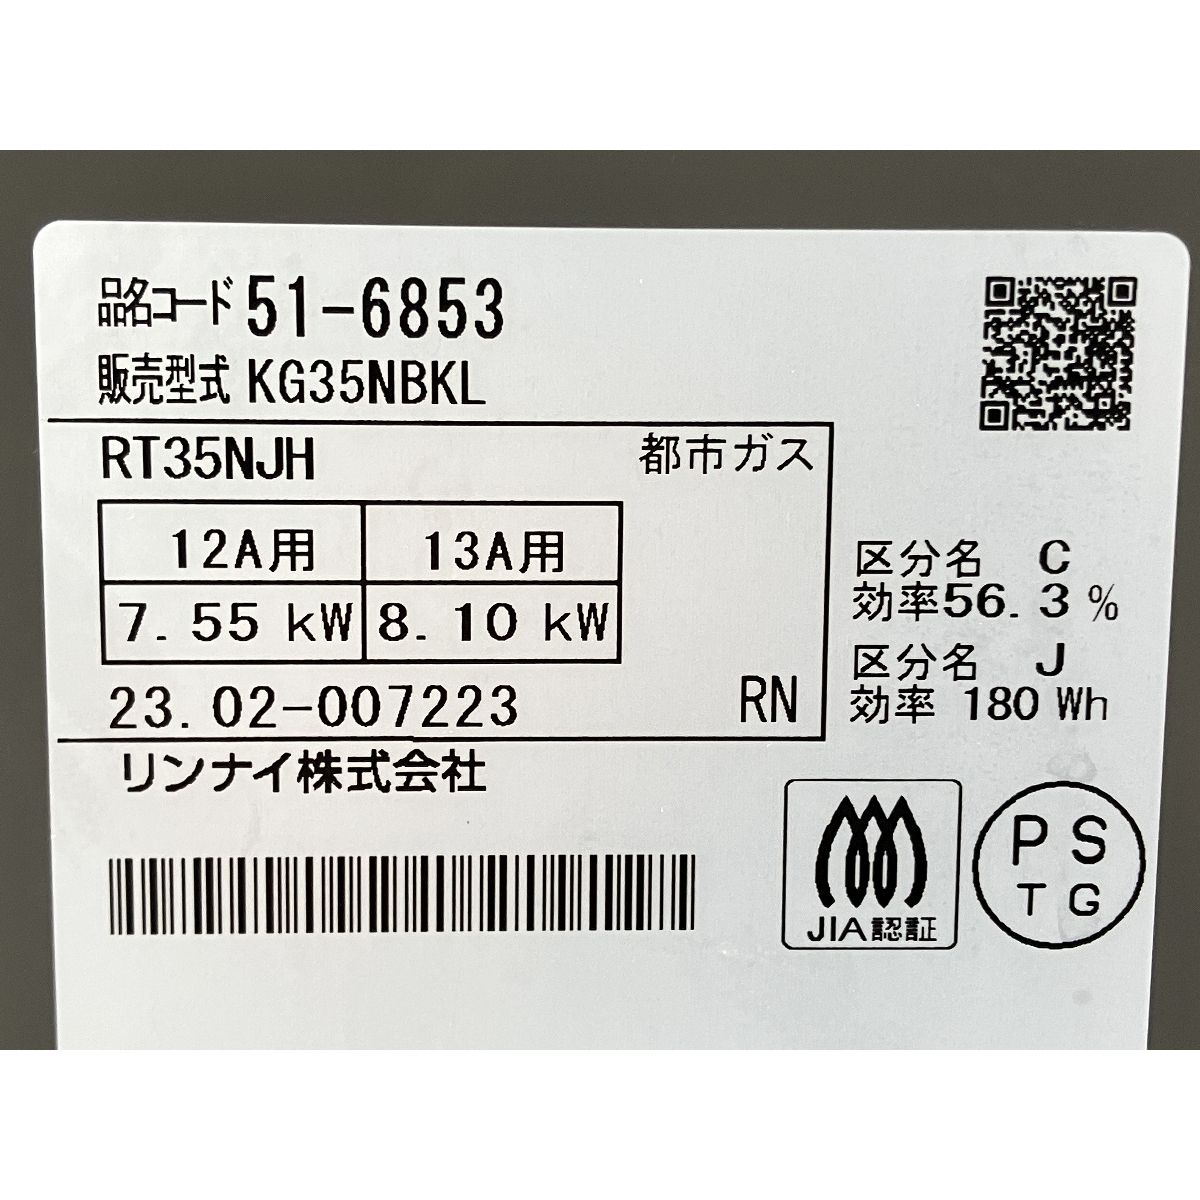 品名コード 51-6853
販売型式 KG35NBKL
RT35NJH 都市ガス
12A用 13A用
7.55 kW 8.10 kW
23.02-007223 RN
リンナイ株式会社
区分名 C
効率56.3%
区分名 J
効率 180 Wh
JIA認証
PS
TG